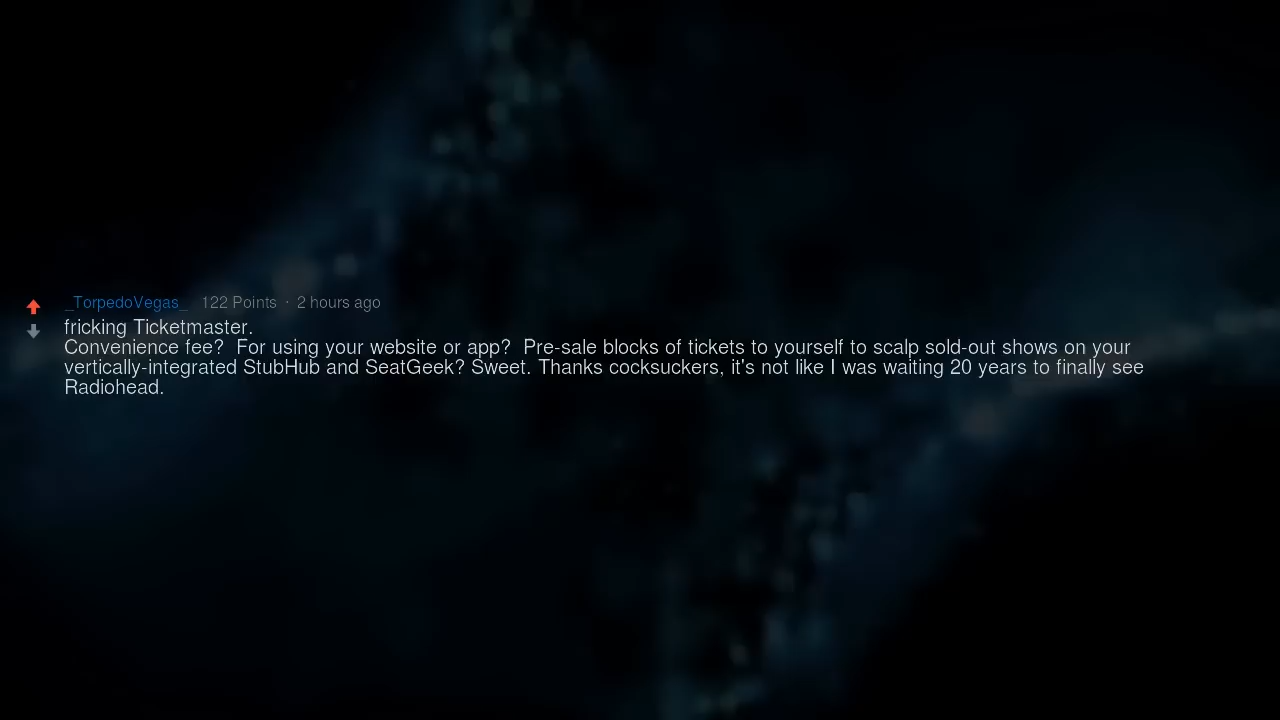 _TorpedoVegas_ 122 Points · 2 hours ago
fricking Ticketmaster.
Convenience fee?  For using your website or app?  Pre-sale blocks of tickets to yourself to scalp sold-out shows on your
vertically-integrated StubHub and SeatGeek? Sweet. Thanks cocksuckers, it's not like I was waiting 20 years to finally see
Radiohead.